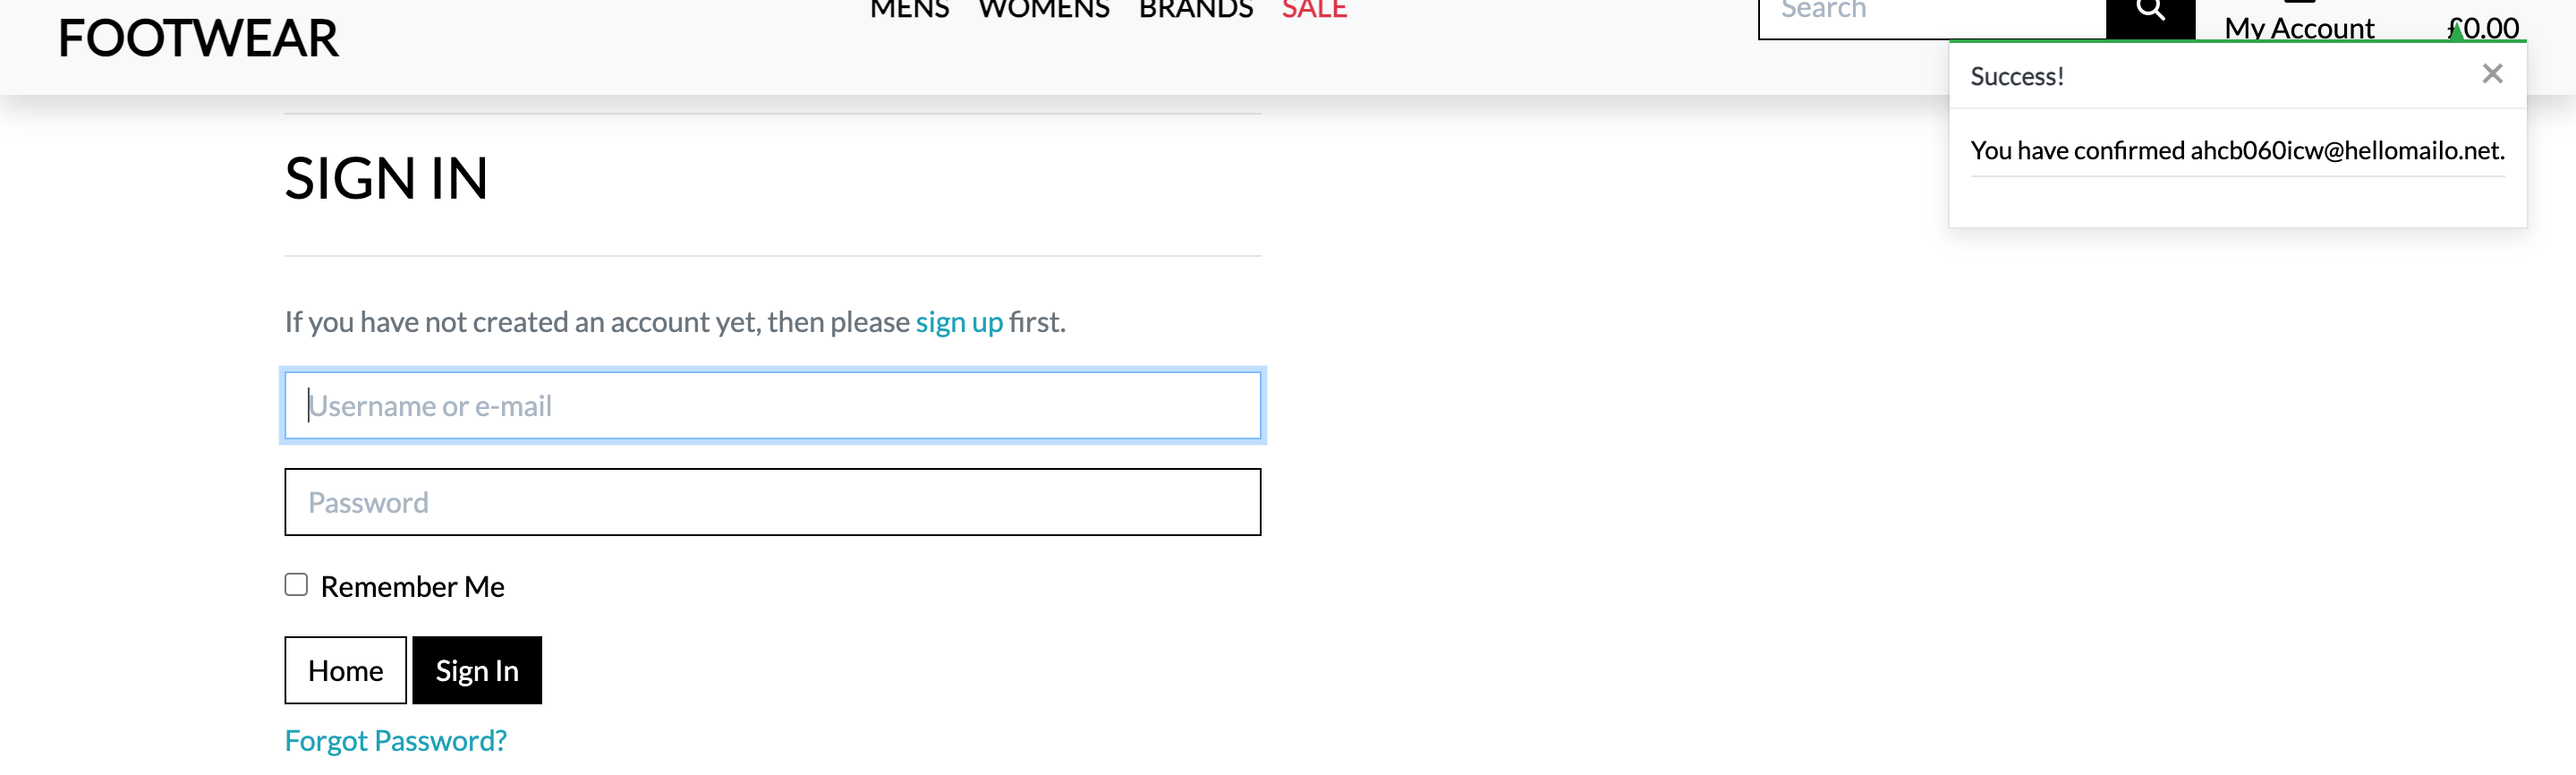 FOOTWEAR
MENS WOMENS BRANDS SALE
Search
My Account
£0.00
Success!
You have confirmed ahcb060icw@hellomailo.net.
SIGN IN
If you have not created an account yet, then please sign up first.
Username or e-mail
Password
Remember Me
Home
Sign In
Forgot Password?